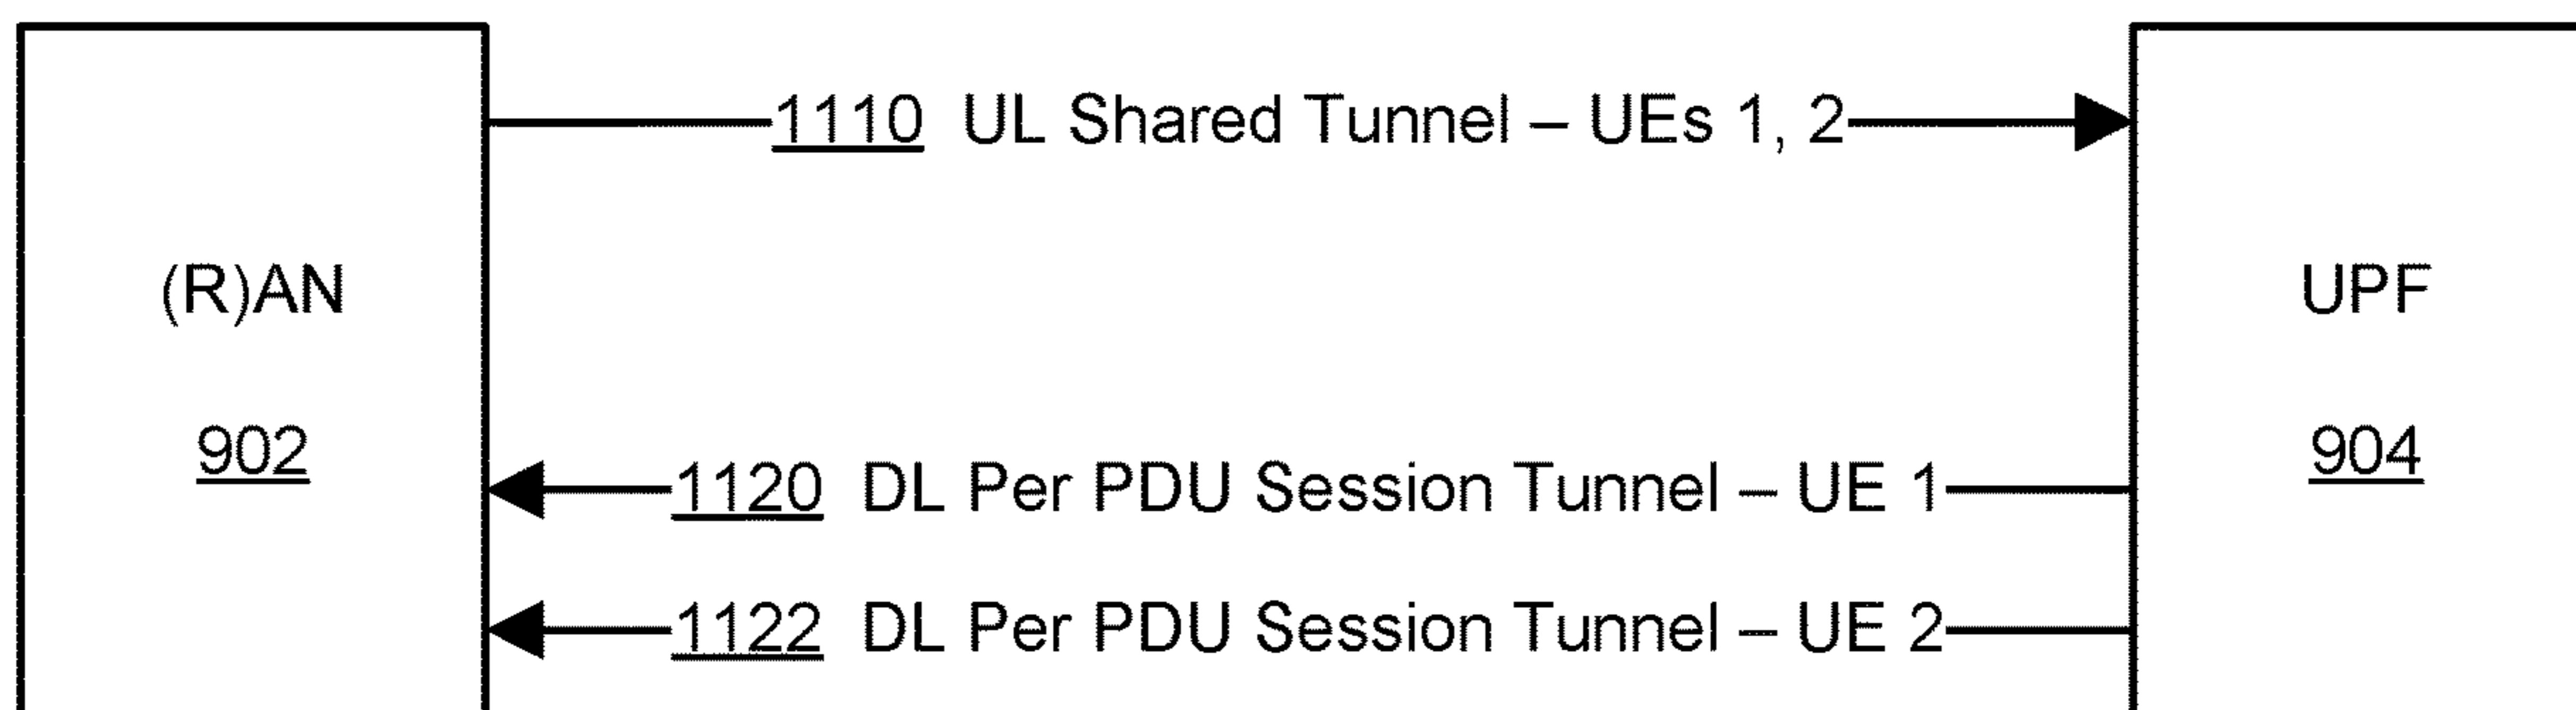 1110 UL Shared Tunnel – UEs 1, 2
(R)AN
902
UPF
904
1120 DL Per PDU Session Tunnel – UE 1
1122 DL Per PDU Session Tunnel – UE 2